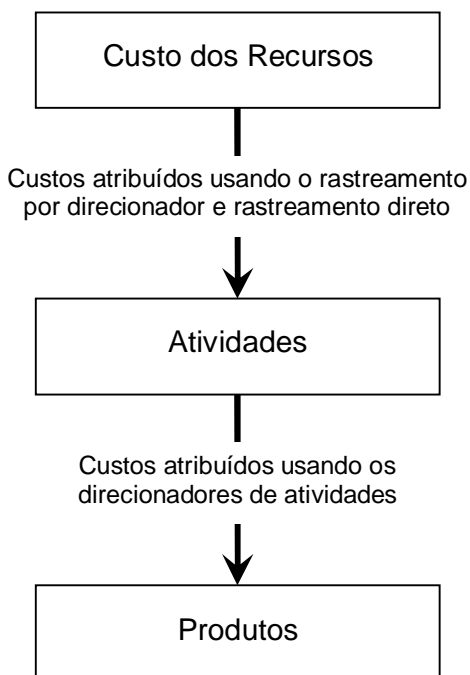 Custo dos Recursos
Custos atribuídos usando o rastreamento
por direcionador e rastreamento direto
Atividades
Custos atribuídos usando os
direcionadores de atividades
Produtos